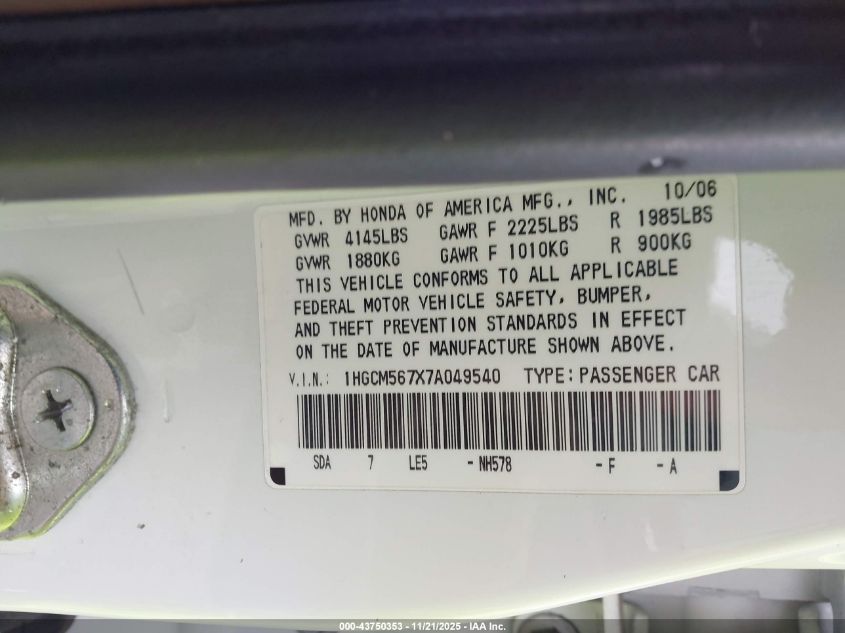 MFD. BY HONDA OF AMERICA MFG., INC. 10/06
GVWR 4145LBS GAWR F 2225LBS R 1985LBS
GVWR 1880KG GAWR F 1010KG R 900KG
THIS VEHICLE CONFORMS TO ALL APPLICABLE
FEDERAL MOTOR VEHICLE SAFETY, BUMPER,
AND THEFT PREVENTION STANDARDS IN EFFECT
ON THE DATE OF MANUFACTURE SHOWN ABOVE.
V.I.N.: 1HGCM567X7A049540 TYPE: PASSENGER CAR
SDA 7 LE5 - NH578 - F - A
000-43750353 - 11/21/2025 - IAA Inc.